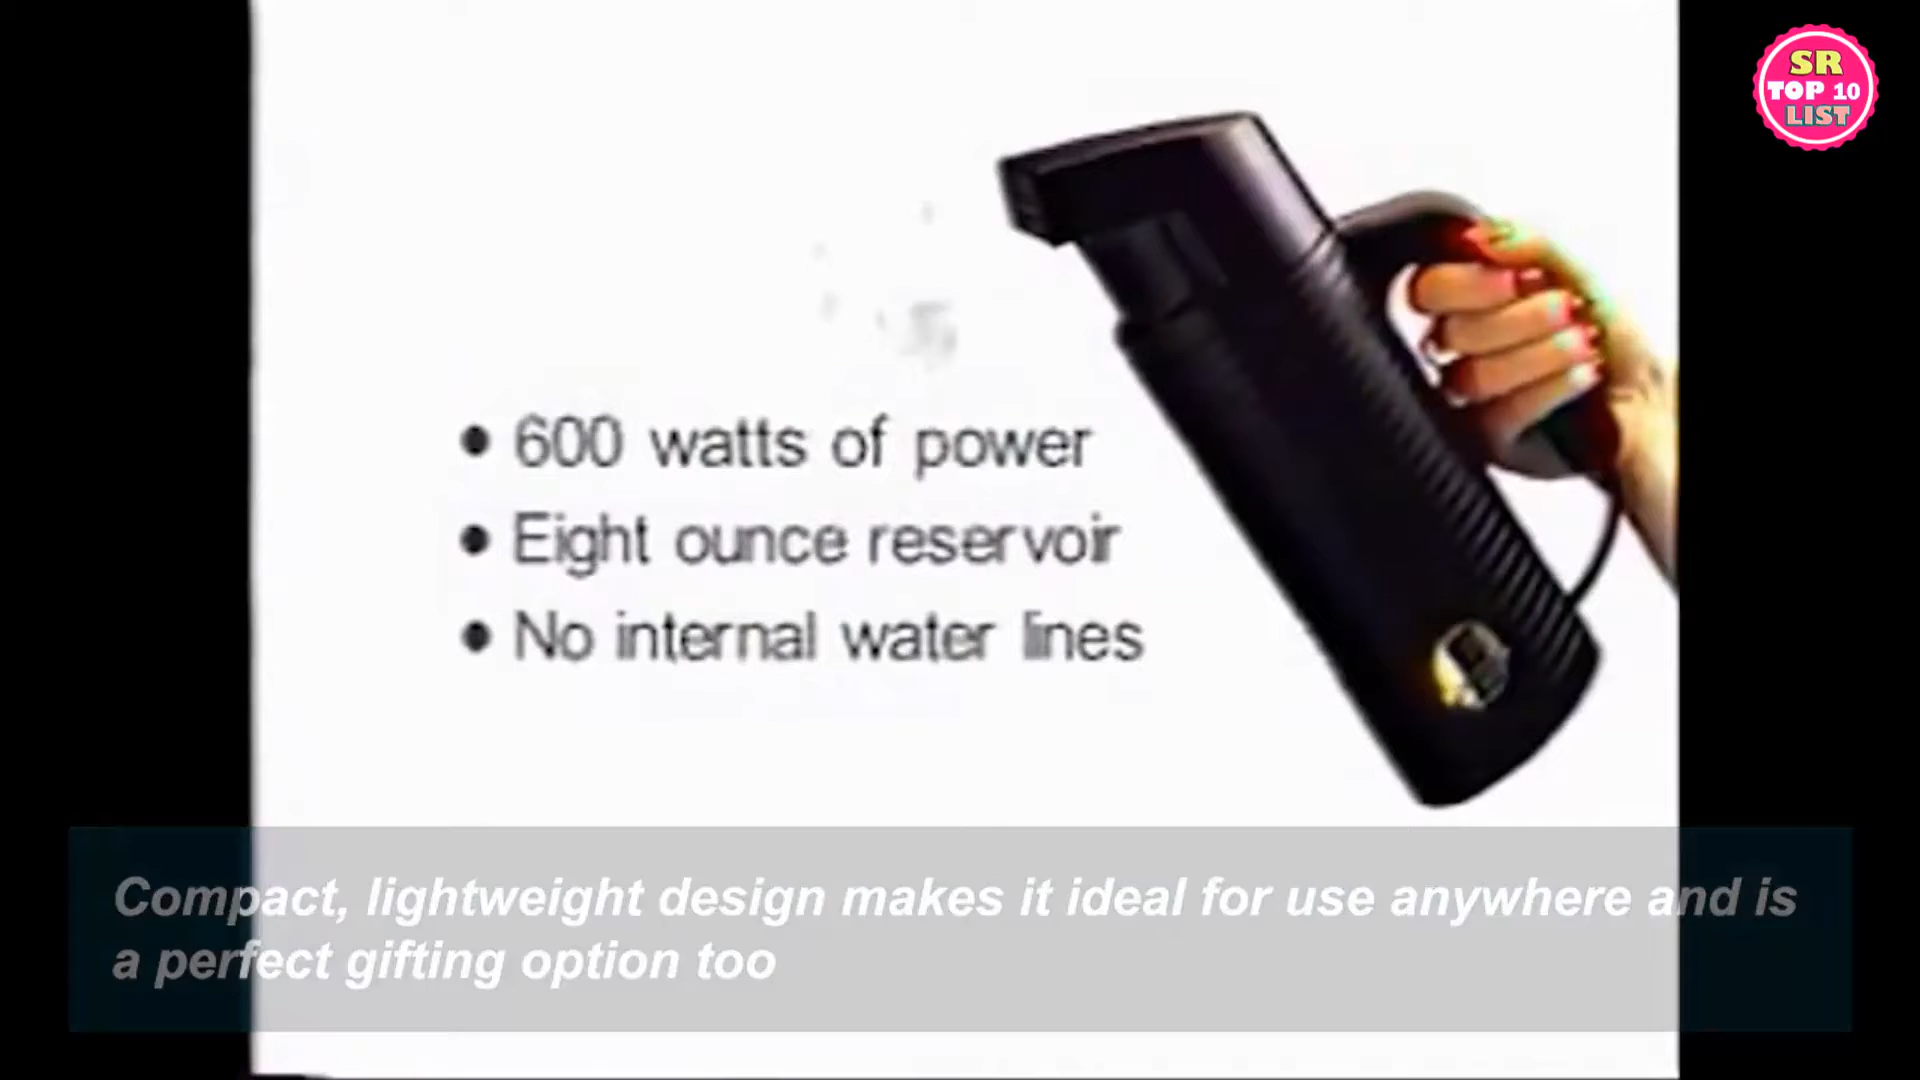 SR
TOP 10
LIST
• 600 watts of power
• Eight ounce reservoir
• No internal water lines
Compact, lightweight design makes it ideal for use anywhere and is
a perfect gifting option too